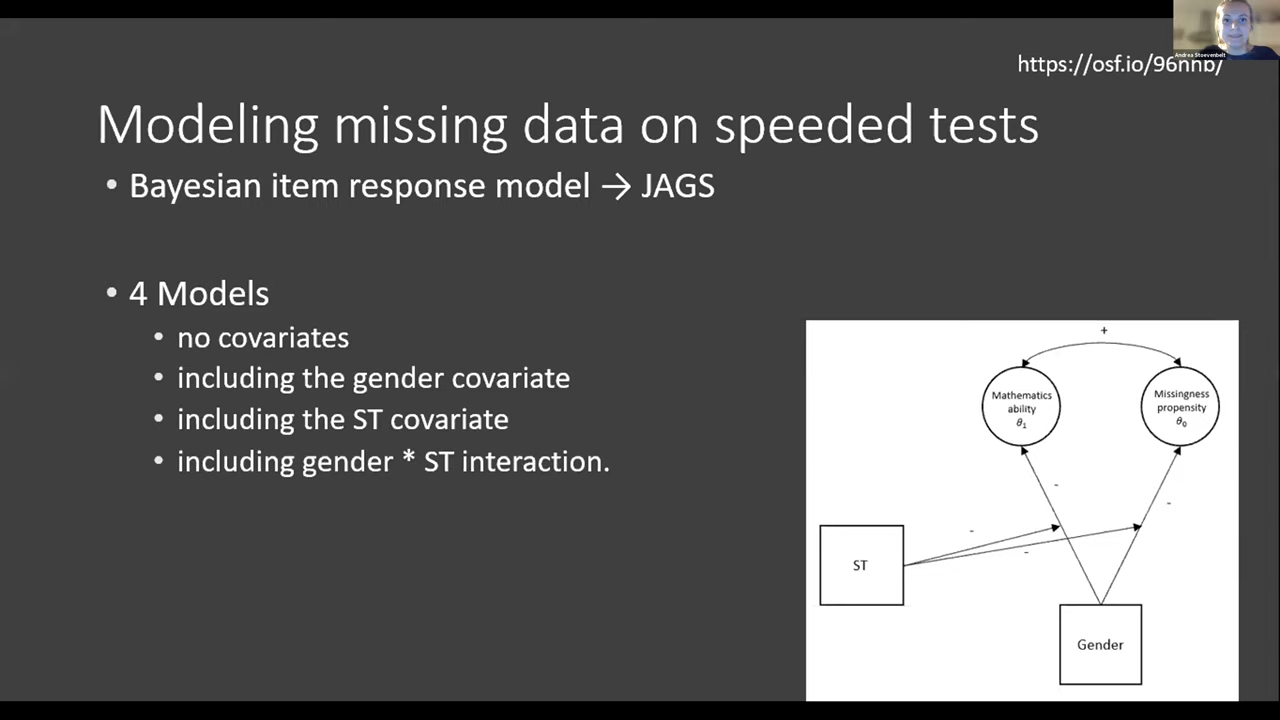 Andrea Stoevenbelt
https://osf.io/96nnb/
Modeling missing data on speeded tests
• Bayesian item response model → JAGS
• 4 Models
• no covariates
• including the gender covariate
• including the ST covariate
• including gender * ST interaction.
+
Mathematics
ability
θ₁
Missingness
propensity
θ₀
-
-
-
-
ST
Gender